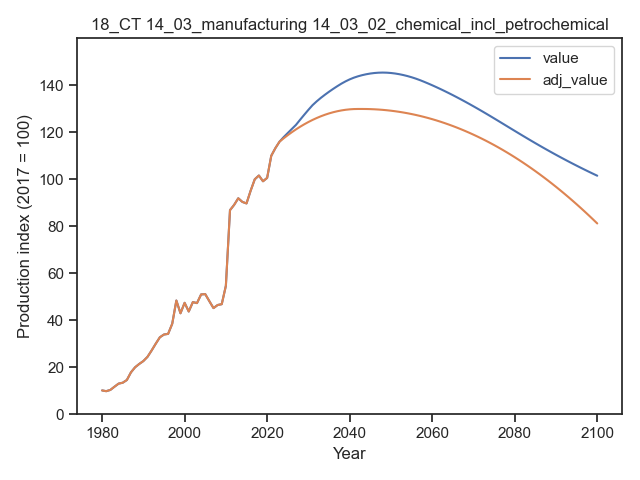 18_CT 14_03_manufacturing 14_03_02_chemical_incl_petrochemical
value
adj_value
Production index (2017 = 100)
140
120
100
80
60
40
20
0
1980 2000 2020 2040 2060 2080 2100
Year